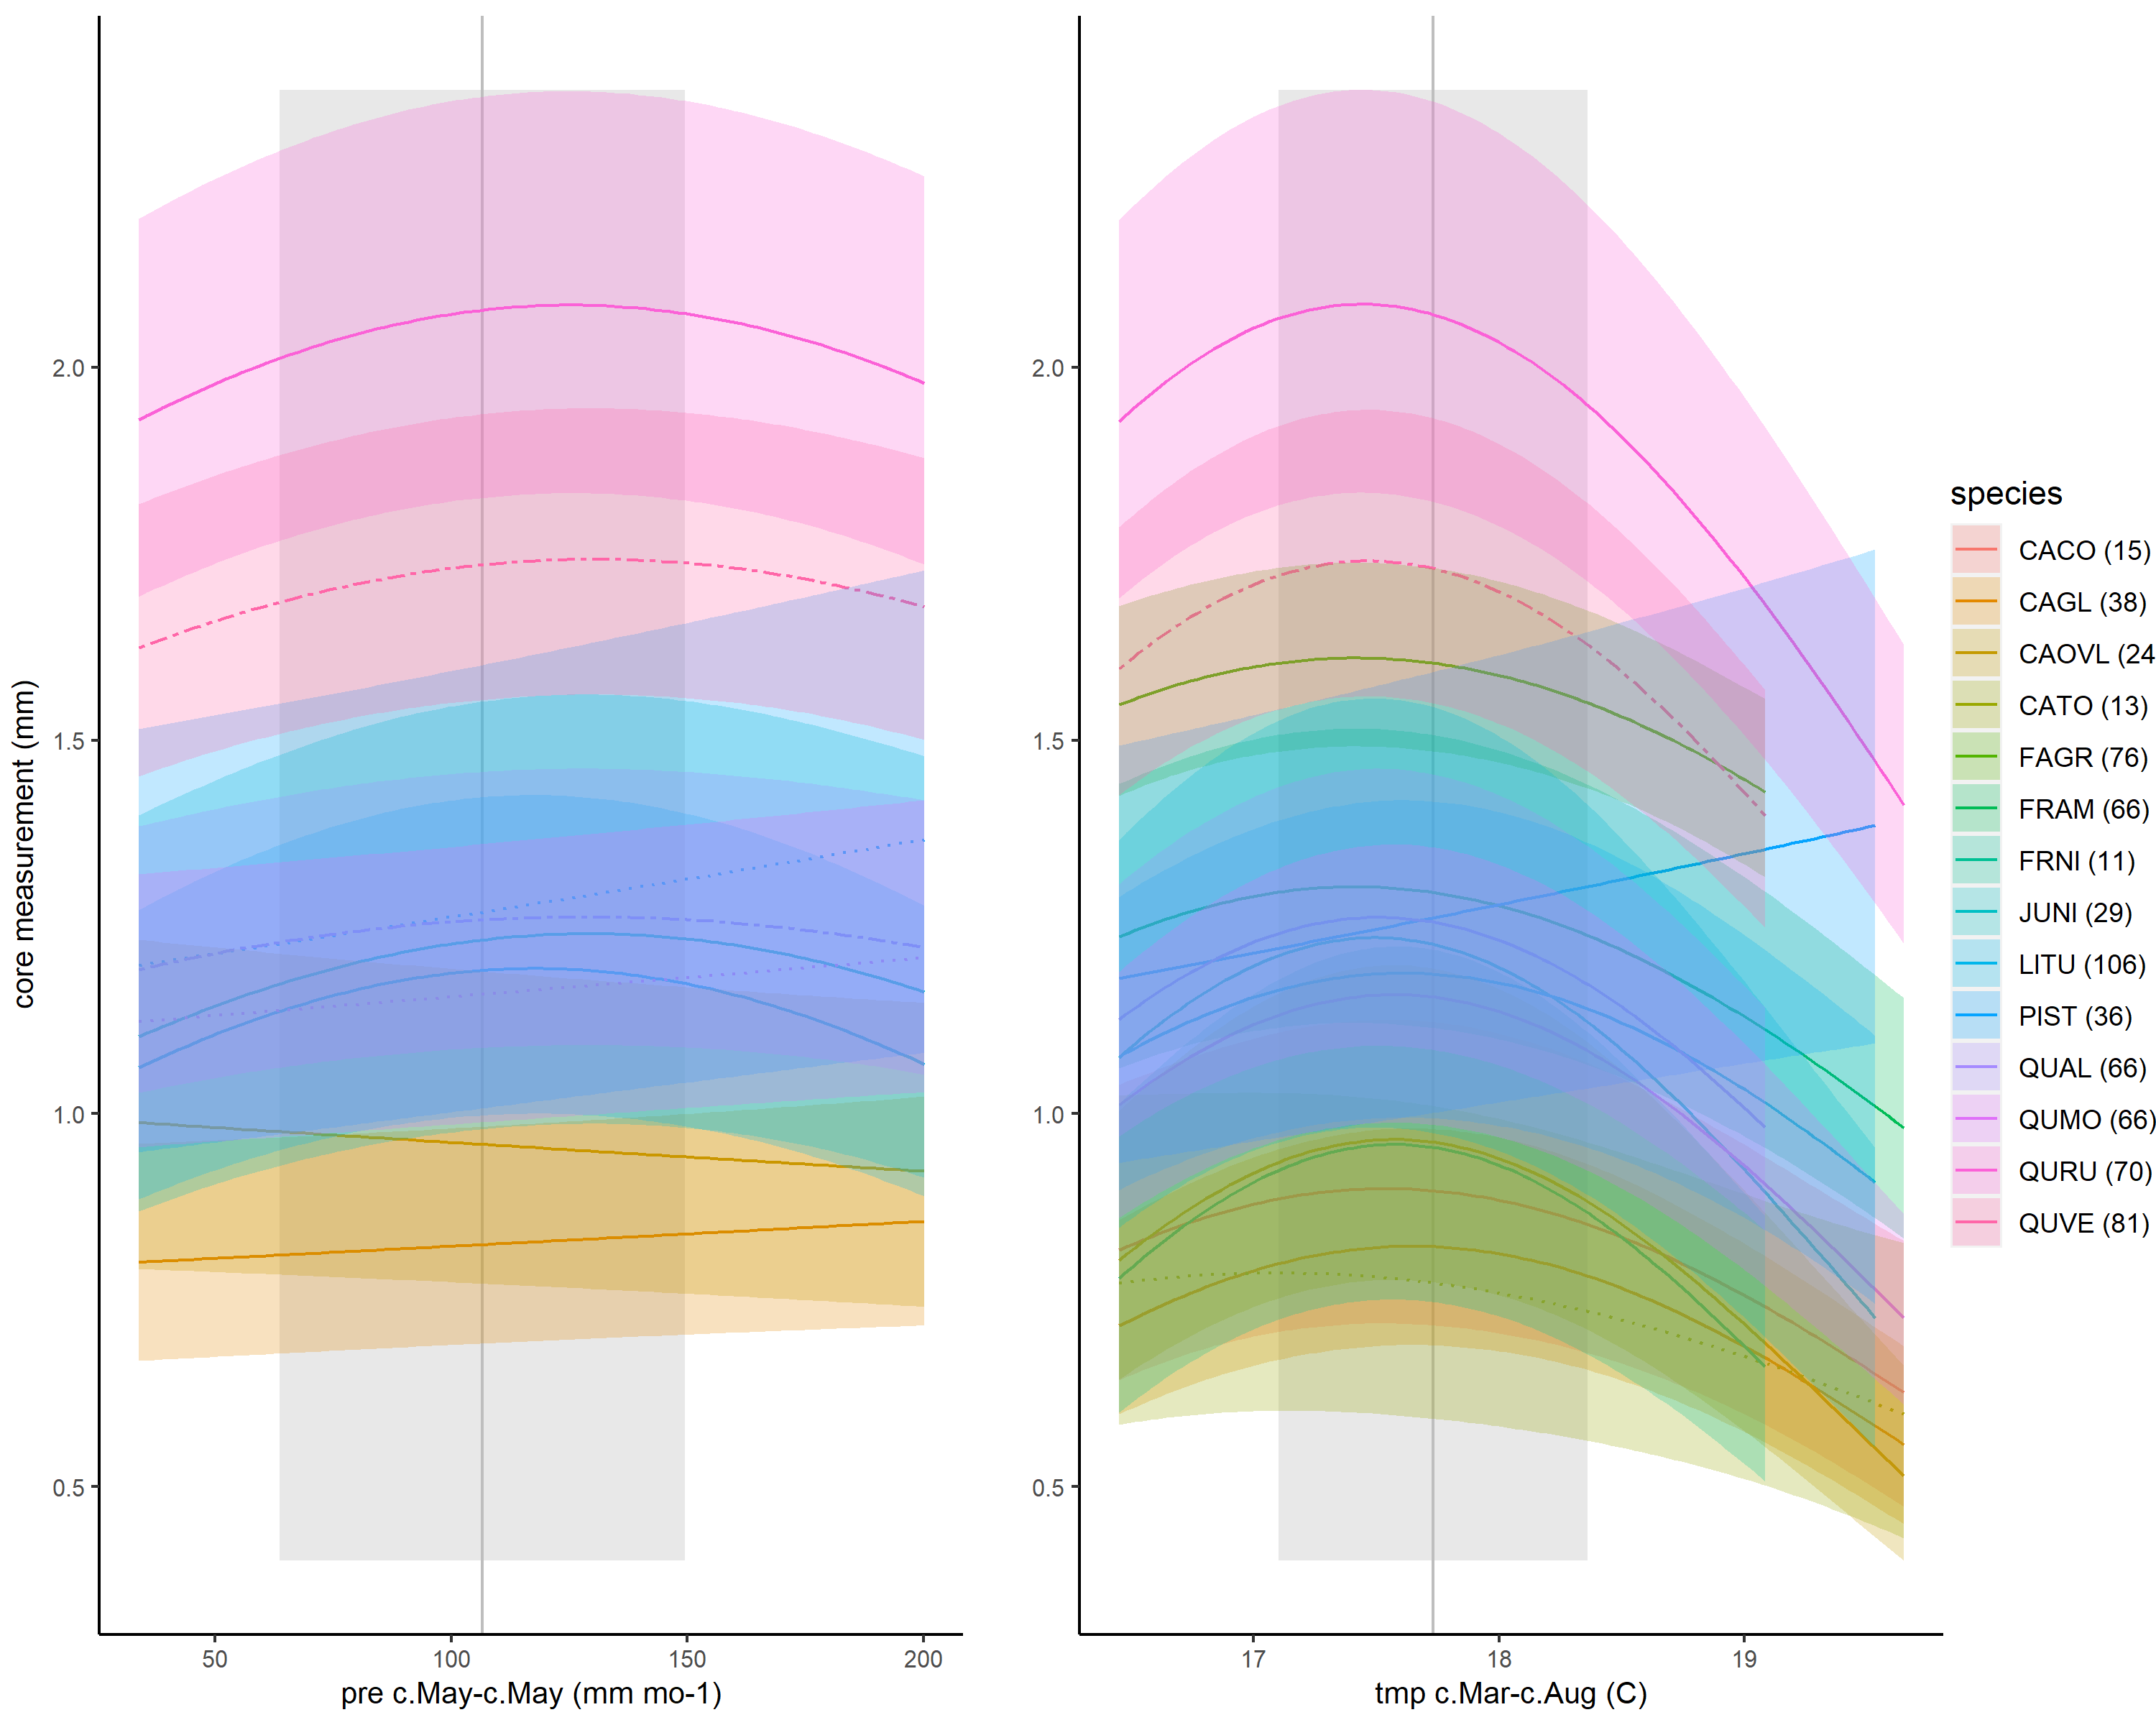 core measurement (mm)
2.0
1.5
1.0
0.5
50 100 150 200
pre c.May-c.May (mm mo-1)
2.0
1.5
1.0
0.5
17 18 19
tmp c.Mar-c.Aug (C)
species
CACO (15)
CAGL (38)
CAOVL (24
CATO (13)
FAGR (76)
FRAM (66)
FRNI (11)
JUNI (29)
LITU (106)
PIST (36)
QUAL (66)
QUMO (66)
QURU (70)
QUVE (81)